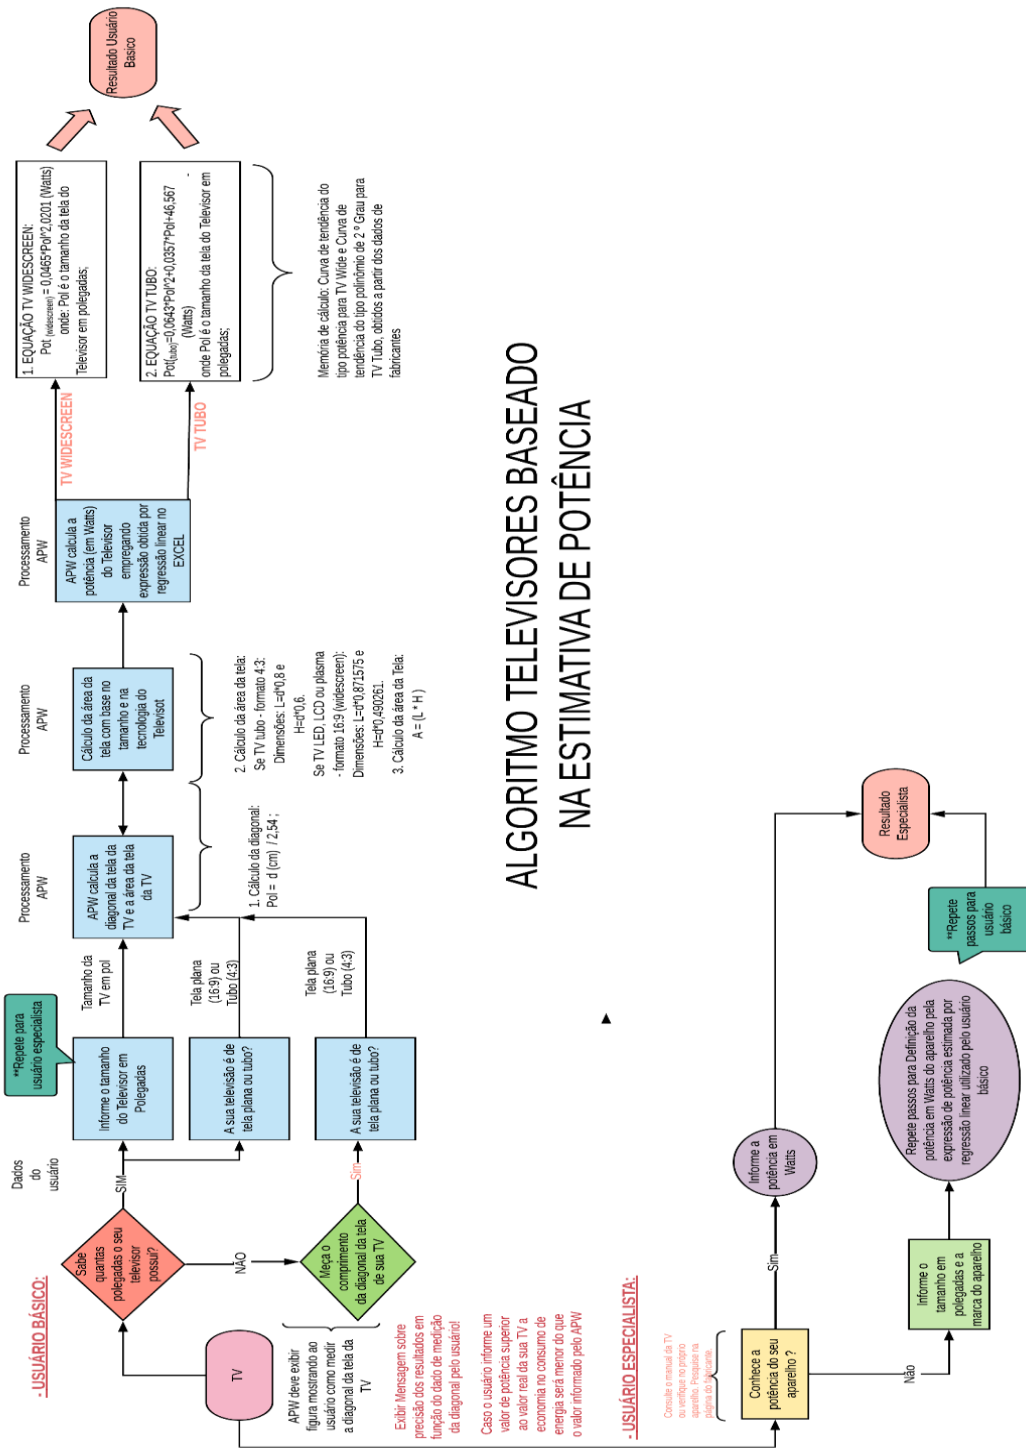 - USUÁRIO BÁSICO:
TV
Sabe
quantas
polegadas o seu
televisor
possui?
SIM
NÃO
Dados
do
usuário
**Repete para
usuário especialista
Informe o tamanho
do Televisor em
Polegadas
Tamanho da
TV em pol
A sua televisão é de
tela plana ou tubo?
Tela plana
(16:9) ou
Tubo (4:3)
Meça o
comprimento
da diagonal da tela
de sua TV
Sim
A sua televisão é de
tela plana ou tubo?
Tela plana
(16:9) ou
Tubo (4:3)
APW deve exibir
figura mostrando ao
usuário como medir
a diagonal da tela da
TV
Exibir Mensagem sobre
precisão dos resultados em
função do dado de medição
da diagonal pelo usuário!
Caso o usuário informe um
valor de potência superior
ao valor real da sua TV a
economia no consumo de
energia será menor do que
o valor informado pelo APW
Processamento
APW
APW calcula a
diagonal da tela da
TV e a área da tela
da TV
1. Cálculo da diagonal:
Pol = d (cm) / 2,54 ;
Processamento
APW
Cálculo da área da
tela com base no
tamanho e na
tecnologia do
Televisot
2. Cálculo da área da tela:
Se TV tubo - formato 4:3:
Dimensões: L=d*0,8 e
H=d*0,6.
Se TV LED, LCD ou plasma
- formato 16:9 (widescreen):
Dimensões: L=d*0,871575 e
H=d*0,490261.
3. Cálculo da área da Tela:
A = (L * H )
Processamento
APW
APW calcula a
potência (em Watts)
do Televisor
empregando
expressão obtida por
regressão linear no
EXCEL
TV WIDESCREEN
TV TUBO
1. EQUAÇÃO TV WIDESCREEN:
Pot (widescreen) = 0,0465*Pol^2,0201 (Watts)
onde: Pol é o tamanho da tela do
Televisor em polegadas;
2. EQUAÇÃO TV TUBO:
Pot(tubo)=0,0643*Pol^2+0,0357*Pol+46,567
(Watts) -
onde Pol é o tamanho da tela do Televisor em
polegadas;
Memória de cálculo: Curva de tendência do
tipo potência para TV Wide e Curva de
tendência do tipo polinômio de 2 º Grau para
TV Tubo, obtidos a partir dos dados de
fabricantes
Resultado Usuário
Basico
ALGORITMO TELEVISORES BASEADO
NA ESTIMATIVA DE POTÊNCIA
- USUÁRIO ESPECIALISTA:
Consulte o manual da TV
ou verifique no próprio
aparelho. Pesquise na
página do fabricante.
Conhece a
potência do seu
aparelho ?
Sim
Não
Informe a
potência em
Watts
Informe o
tamanho em
polegadas e a
marca do aparelho
Repete passos para Definição da
potência em Watts do aparelho pela
expressão de potência estimada por
regressão linear utilizado pelo usuário
básico
**Repete
passos para
usuário
básico
Resultado
Especialista